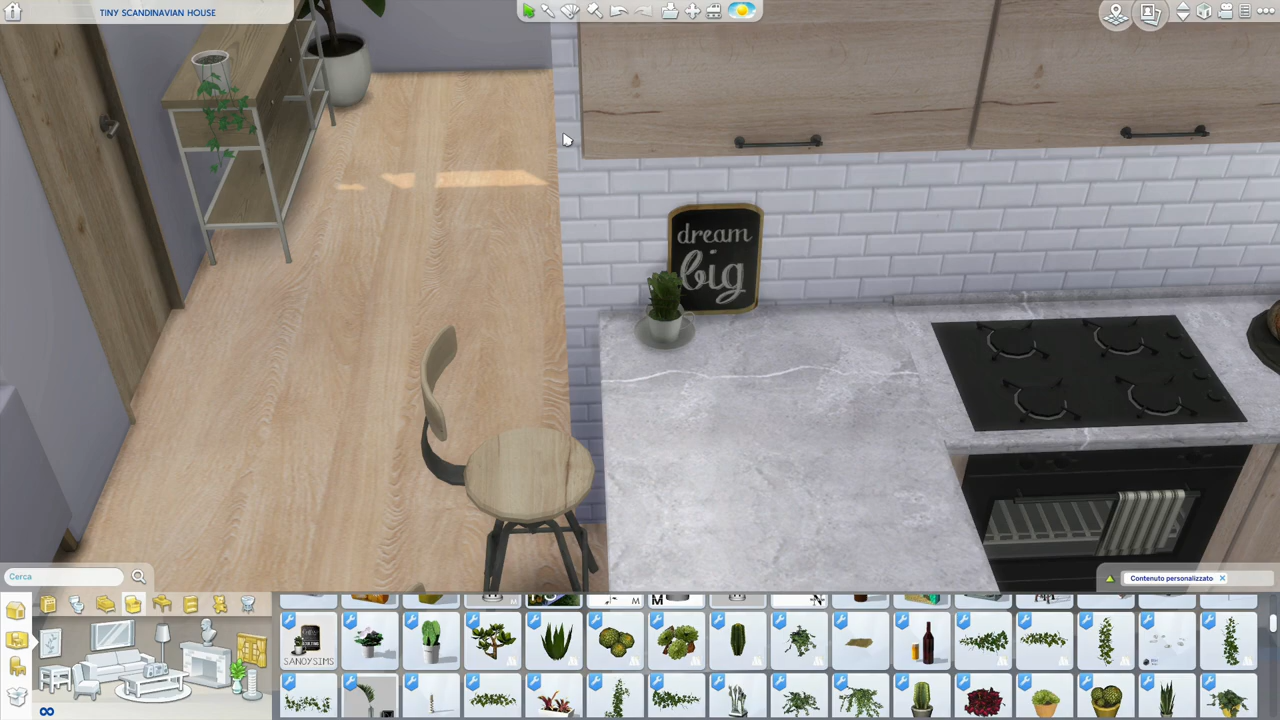 TINY SCANDINAVIAN HOUSE
dream
big
Cerca
Contenuto personalizzato
SANOYSIMS
M
M